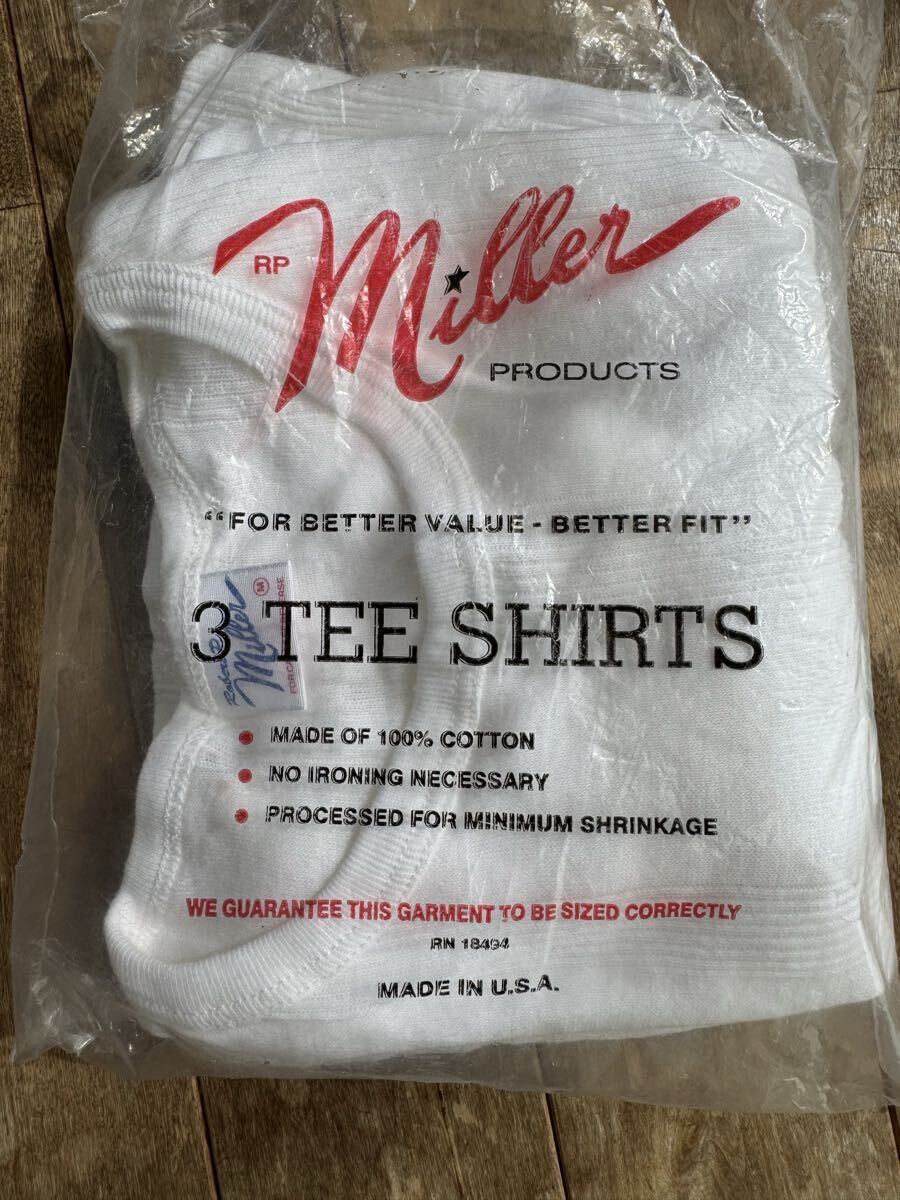 RP Miller
PRODUCTS
“FOR BETTER VALUE - BETTER FIT”
3 TEE SHIRTS
Miller
M
• MADE OF 100% COTTON
• NO IRONING NECESSARY
• PROCESSED FOR MINIMUM SHRINKAGE
WE GUARANTEE THIS GARMENT TO BE SIZED CORRECTLY
RN 18494
MADE IN U.S.A.